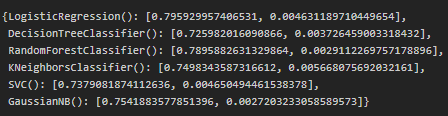 {LogisticRegression(): [0.795929957406531, 0.004631189710449654],
DecisionTreeClassifier(): [0.725982016090866, 0.003726459003318432],
RandomForestClassifier(): [0.7895882631329864, 0.0029112269757178896],
KNeighborsClassifier(): [0.7498343587316612, 0.005668075692032161],
SVC(): [0.7379081874112636, 0.004650494461538378],
GaussianNB(): [0.7541883577851396, 0.0027203233058589573]}